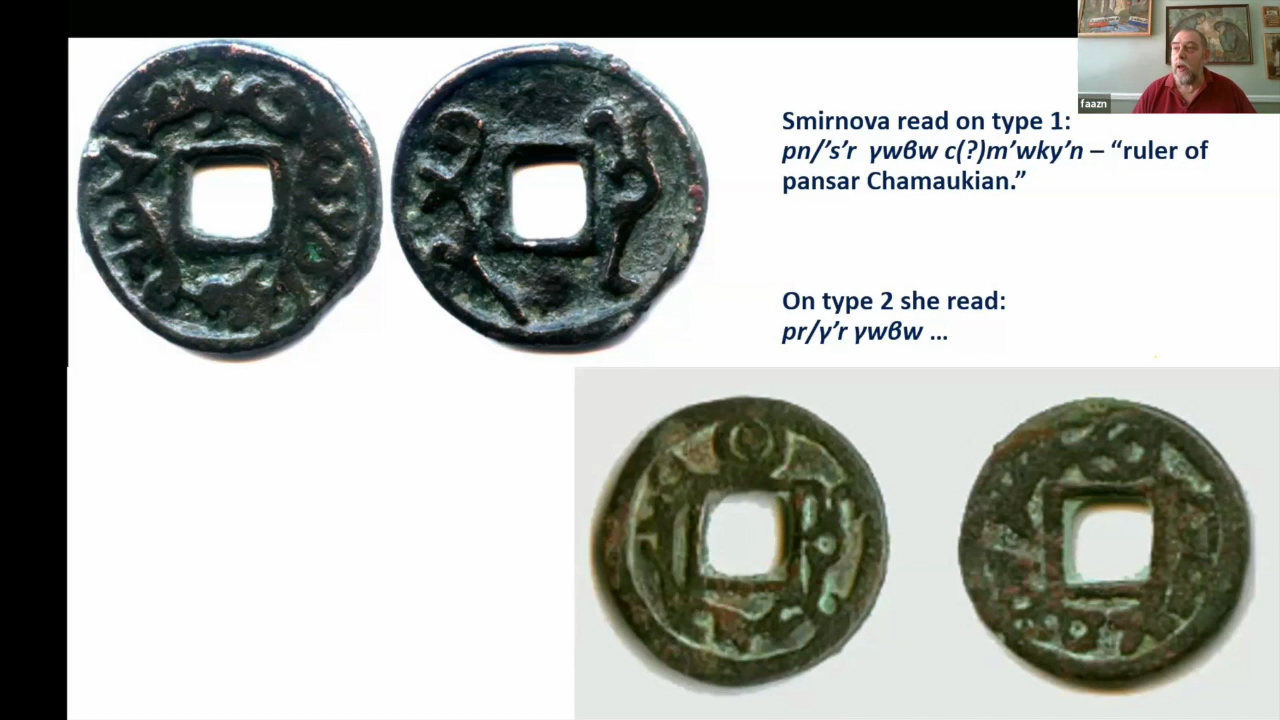 faazn
Smirnova read on type 1:
pn/’s’r γwβw c(?)m’wky’n – “ruler of
pansar Chamaukian.”
On type 2 she read:
pr/γ’r γwβw ...